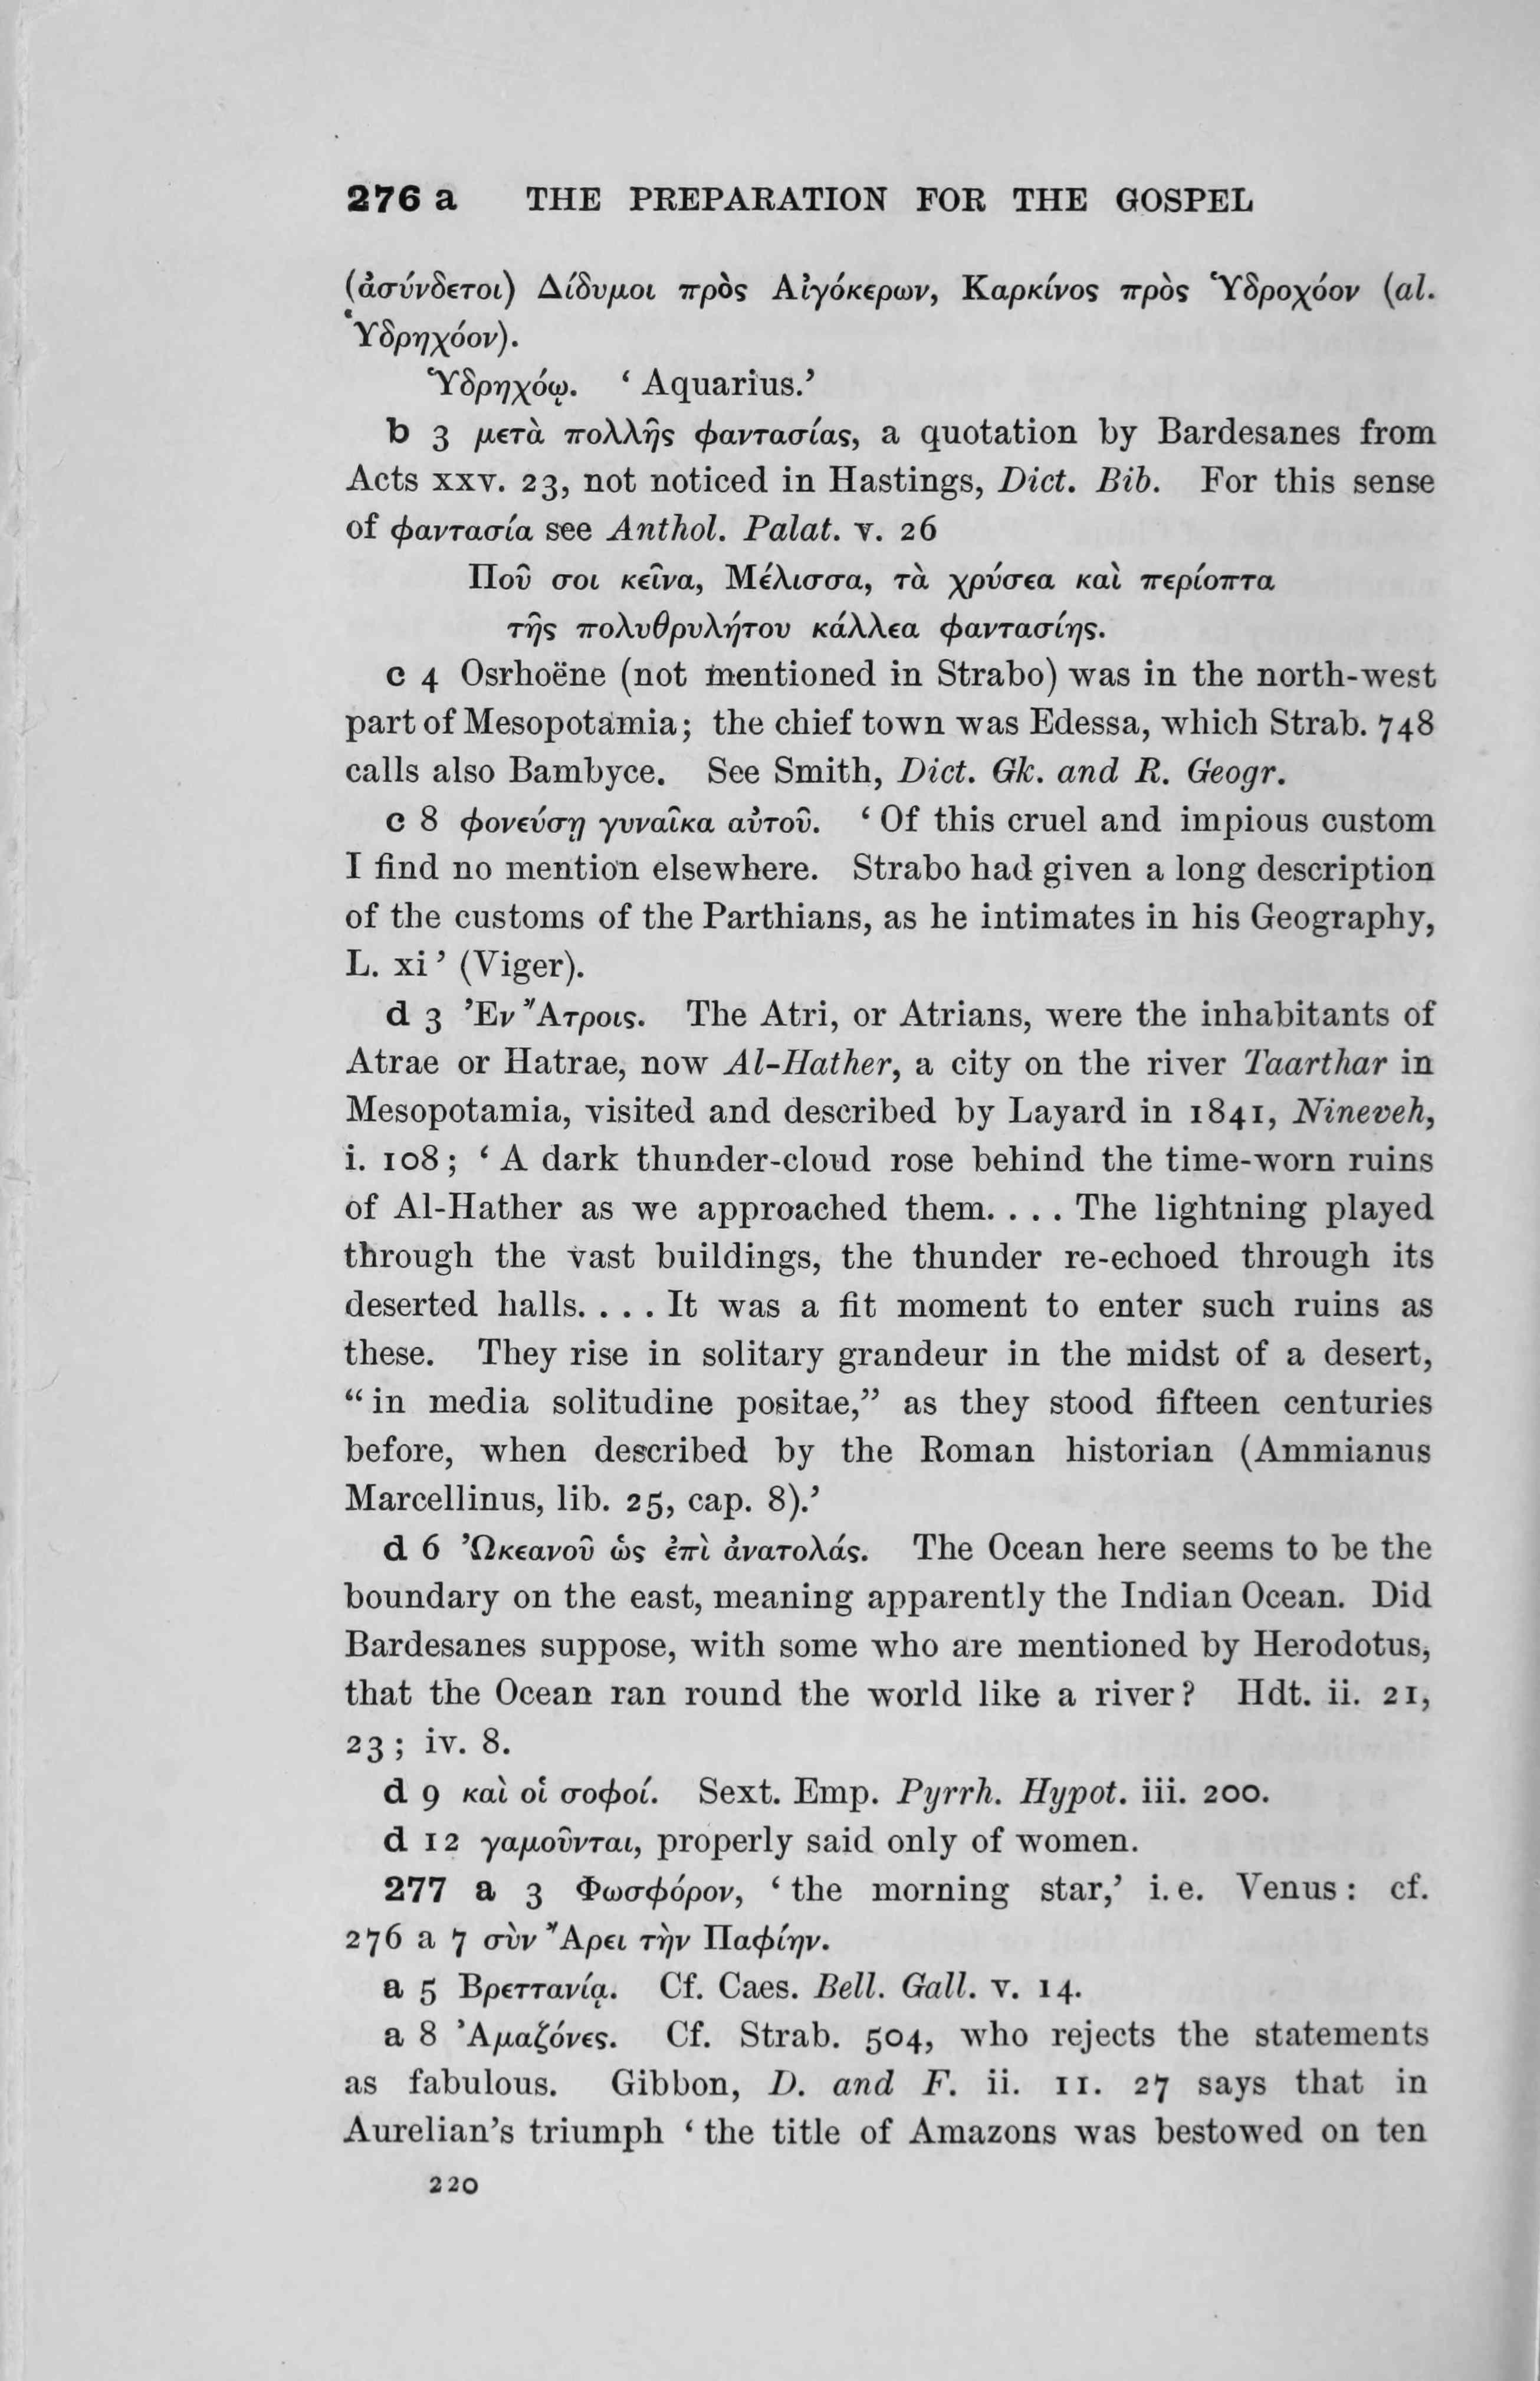 276 a THE PREPARATION FOR THE GOSPEL
(ἀσύνδετοι) Δίδυμοι πρὸς Αἰγόκερων, Καρκίνος πρὸς Ὑδροχόον (al.
Ὑδρηχόον).
Ὑδρηχόῳ. ‘ Aquarius.’
b 3 μετὰ πολλῆς φαντασίας, a quotation by Bardesanes from
Acts xxv. 23, not noticed in Hastings, Dict. Bib. For this sense
of φαντασία see Anthol. Palat. v. 26
Ποῦ σοι κεῖνα, Μέλισσα, τὰ χρύσεα καὶ περίοπτα
τῆς πολυθρυλήτου κάλλεα φαντασίης.
c 4 Osrhoëne (not mentioned in Strabo) was in the north-west
part of Mesopotamia; the chief town was Edessa, which Strab. 748
calls also Bambyce. See Smith, Dict. Gk. and R. Geogr.
c 8 φονεύσῃ γυναῖκα αὐτοῦ. ‘ Of this cruel and impious custom
I find no mention elsewhere. Strabo had given a long description
of the customs of the Parthians, as he intimates in his Geography,
L. xi ’ (Viger).
d 3 Ἐν Ἄτροις. The Atri, or Atrians, were the inhabitants of
Atrae or Hatrae, now Al-Hather, a city on the river Taarthar in
Mesopotamia, visited and described by Layard in 1841, Nineveh,
i. 108; ‘ A dark thunder-cloud rose behind the time-worn ruins
of Al-Hather as we approached them. . . . The lightning played
through the vast buildings, the thunder re-echoed through its
deserted halls. . . . It was a fit moment to enter such ruins as
these. They rise in solitary grandeur in the midst of a desert,
“ in media solitudine positae,” as they stood fifteen centuries
before, when described by the Roman historian (Ammianus
Marcellinus, lib. 25, cap. 8).’
d 6 Ὠκεανοῦ ὡς ἐπὶ ἀνατολάς. The Ocean here seems to be the
boundary on the east, meaning apparently the Indian Ocean. Did
Bardesanes suppose, with some who are mentioned by Herodotus,
that the Ocean ran round the world like a river? Hdt. ii. 21,
23; iv. 8.
d 9 καὶ οἱ σοφοί. Sext. Emp. Pyrrh. Hypot. iii. 200.
d 12 γαμοῦνται, properly said only of women.
277 a 3 Φωσφόρον, ‘ the morning star,’ i. e. Venus: cf.
276 a 7 σὺν Ἄρει τὴν Παφίην.
a 5 Βρεττανίᾳ. Cf. Caes. Bell. Gall. v. 14.
a 8 Ἀμαζόνες. Cf. Strab. 504, who rejects the statements
as fabulous. Gibbon, D. and F. ii. 11. 27 says that in
Aurelian’s triumph ‘ the title of Amazons was bestowed on ten
220